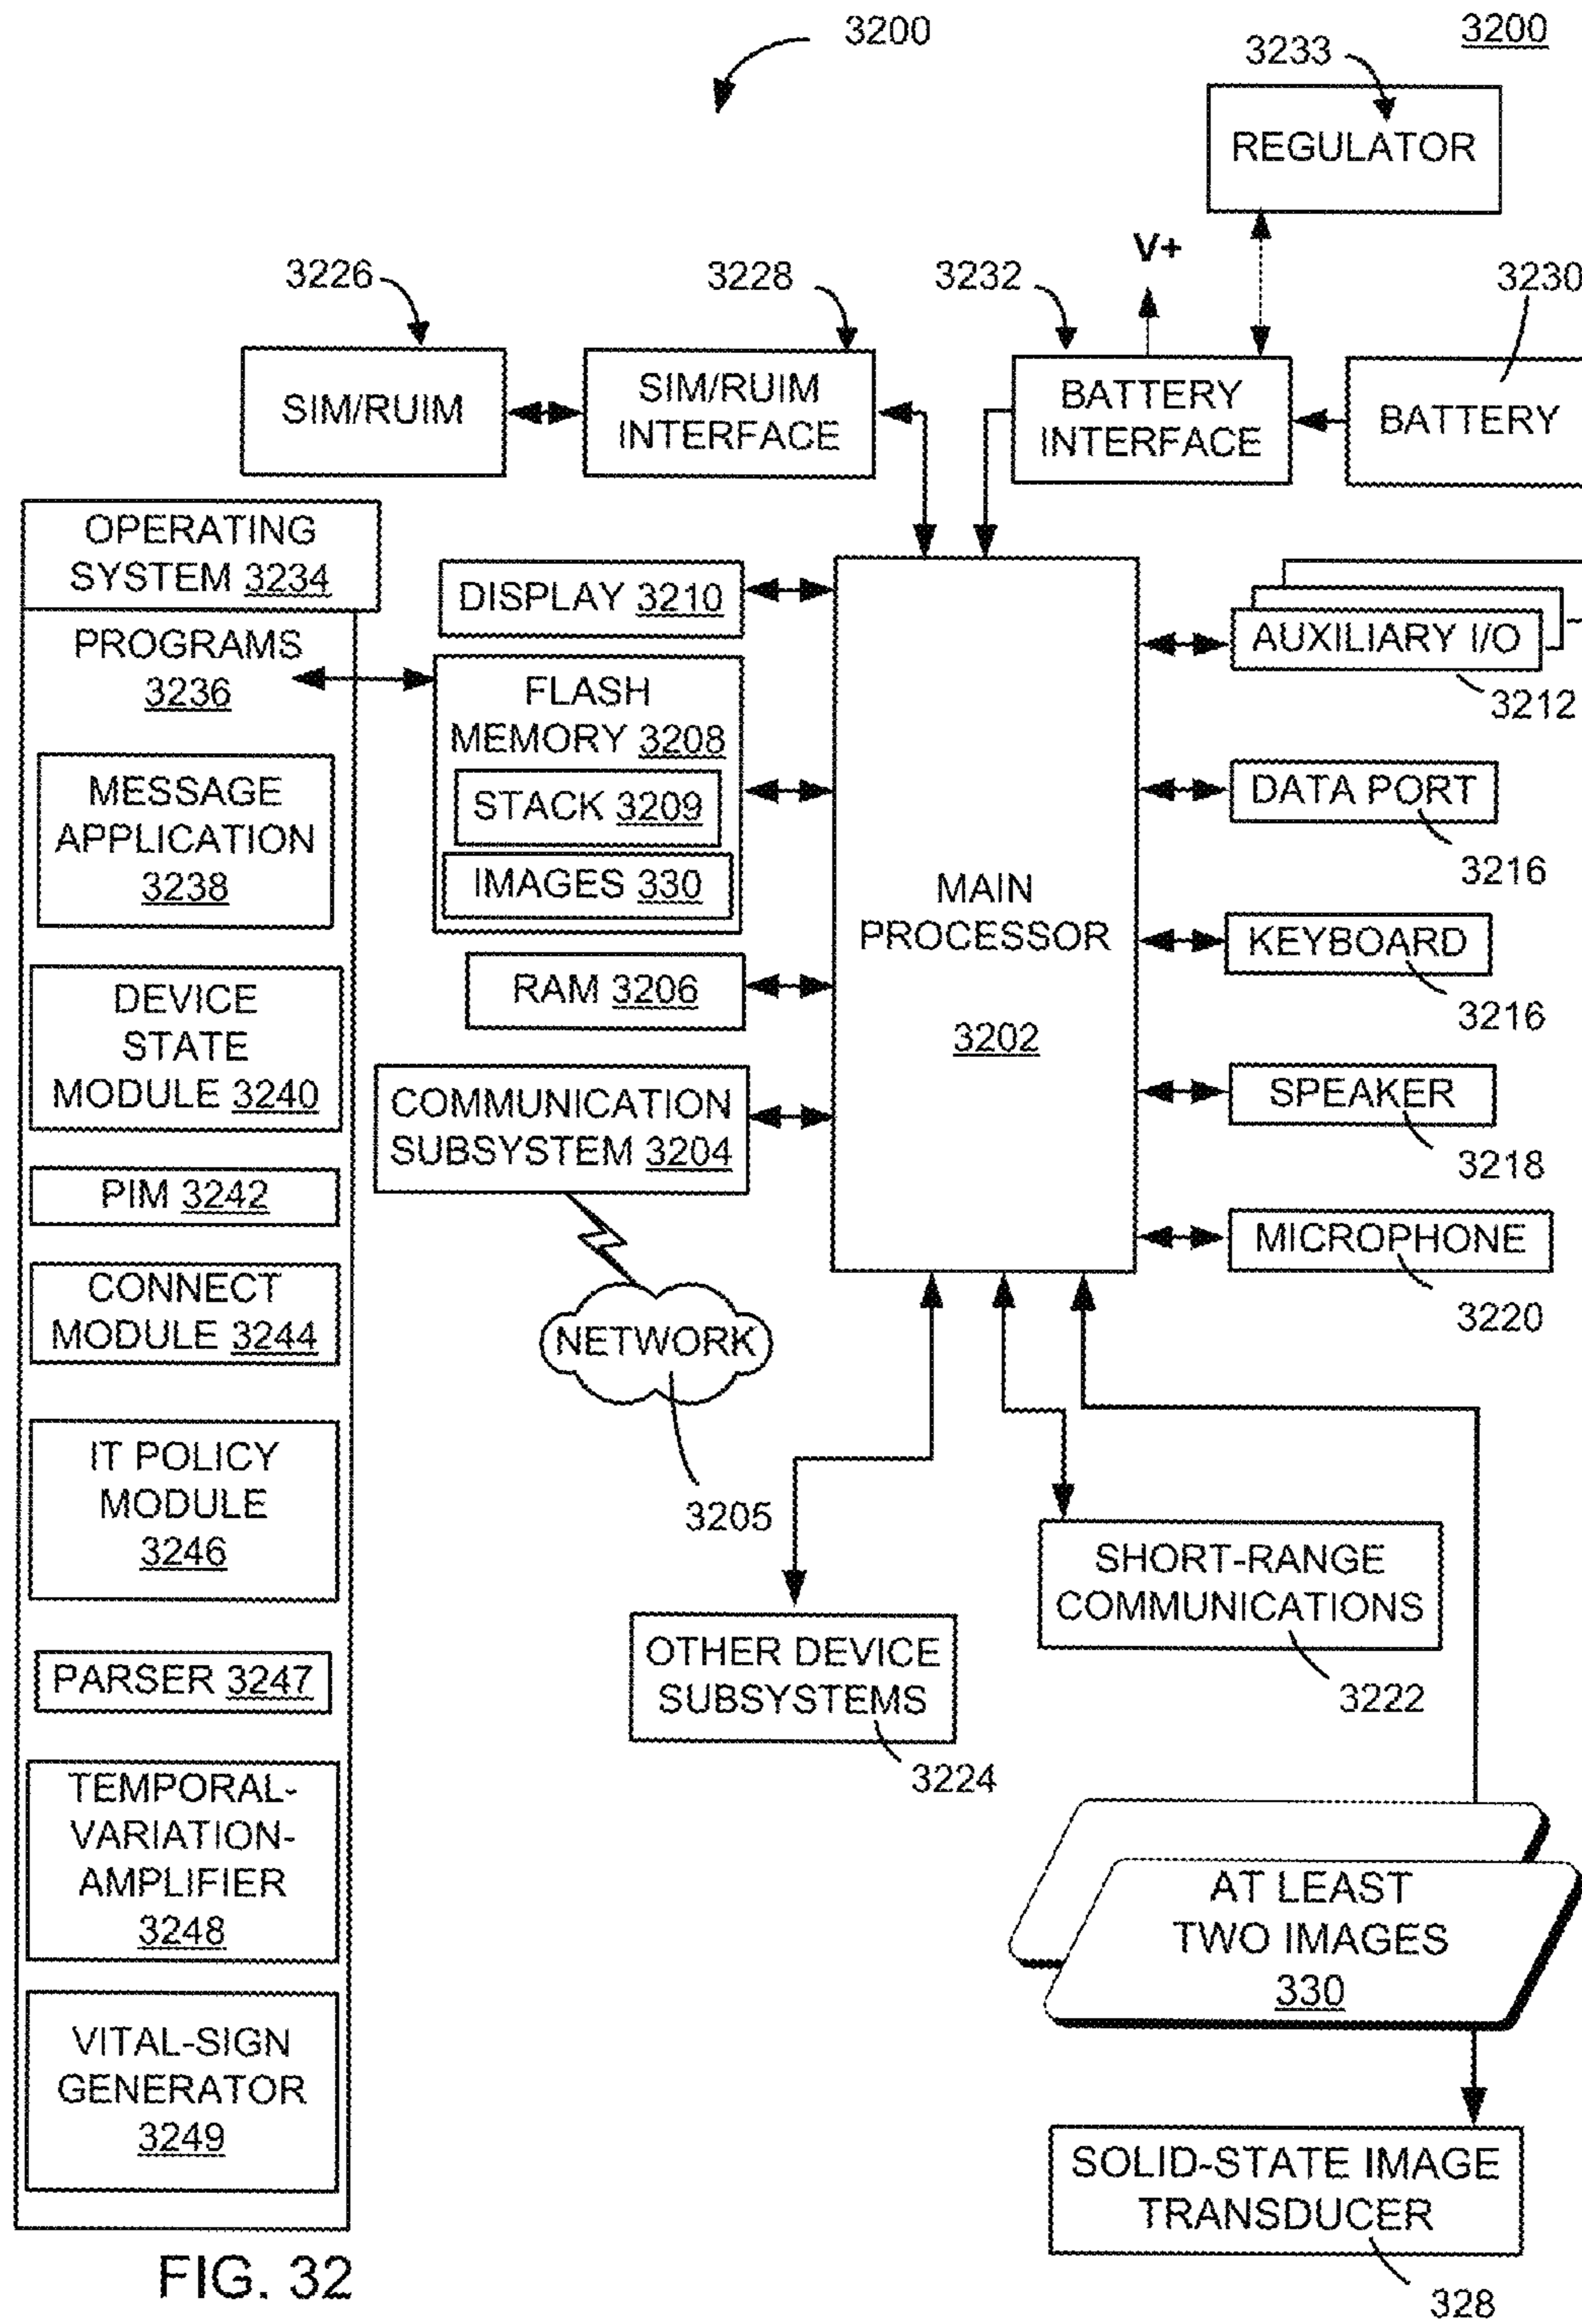 3200
3200
3233
REGULATOR
V+
3226
3228
3232
3230
SIM/RUIM
SIM/RUIM
INTERFACE
BATTERY
INTERFACE
BATTERY
OPERATING
SYSTEM 3234
PROGRAMS
3236
MESSAGE
APPLICATION
3238
DEVICE
STATE
MODULE 3240
PIM 3242
CONNECT
MODULE 3244
IT POLICY
MODULE
3246
PARSER 3247
TEMPORAL-
VARIATION-
AMPLIFIER
3248
VITAL-SIGN
GENERATOR
3249
DISPLAY 3210
FLASH
MEMORY 3208
STACK 3209
IMAGES 330
RAM 3206
COMMUNICATION
SUBSYSTEM 3204
NETWORK
3205
MAIN
PROCESSOR
3202
AUXILIARY I/O
3212
DATA PORT
3216
KEYBOARD
3216
SPEAKER
3218
MICROPHONE
3220
SHORT-RANGE
COMMUNICATIONS
3222
OTHER DEVICE
SUBSYSTEMS
3224
AT LEAST
TWO IMAGES
330
SOLID-STATE IMAGE
TRANSDUCER
328
FIG. 32